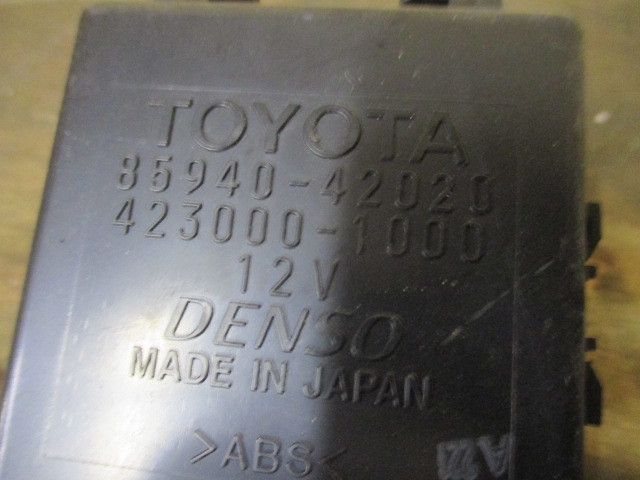 TOYOTA
85940-42020
423000-1000
12V
DENSO
MADE IN JAPAN
>ABS<